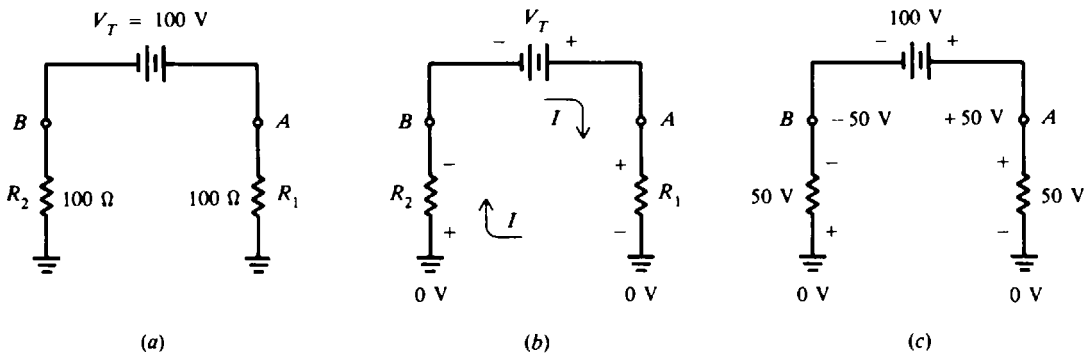 V_T = 100 V
B
A
R_2 100 Ω
100 Ω R_1
(a)
V_T
- +
I
B
A
-
+
R_2
R_1
I
+
-
0 V
0 V
(b)
100 V
- +
B - 50 V
+ 50 V A
-
+
50 V
50 V
+
-
0 V
0 V
(c)